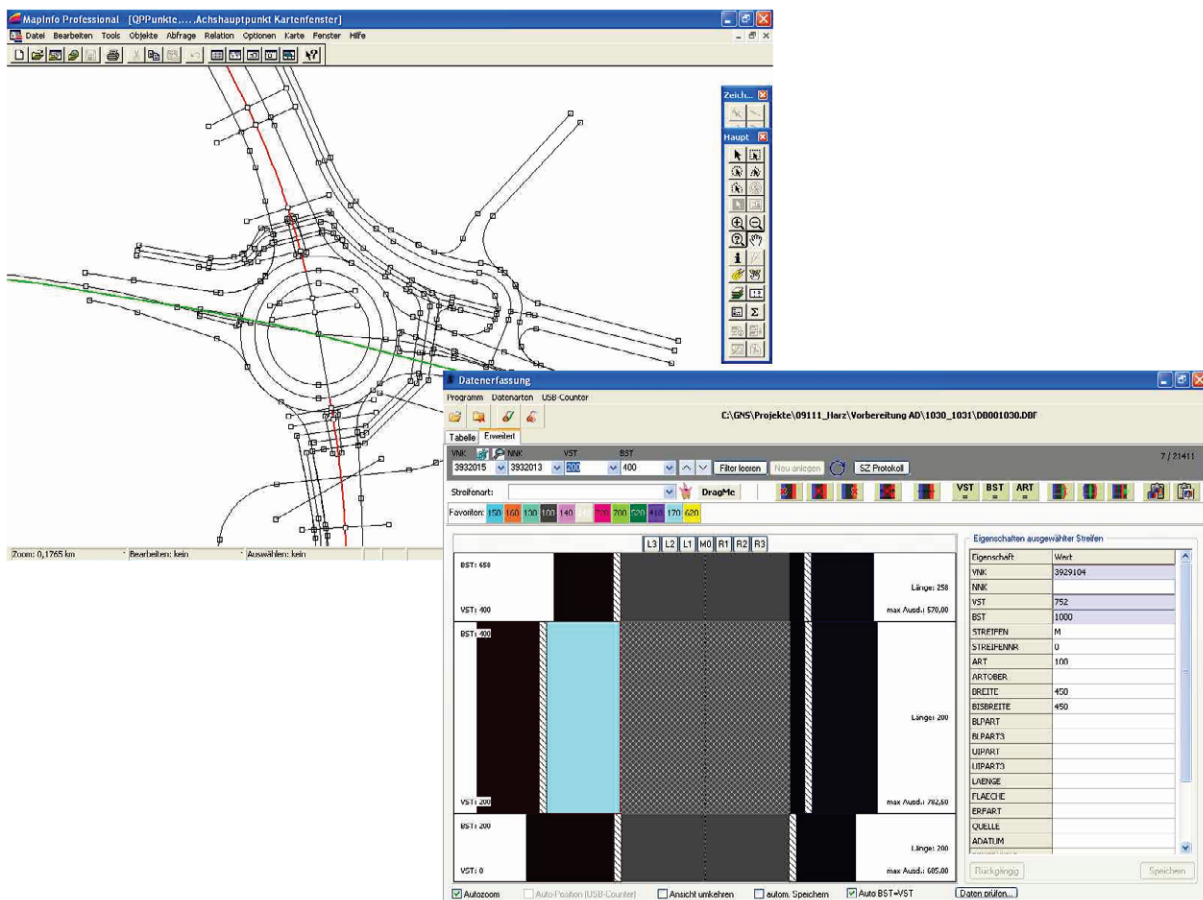 MapInfo Professional - [QPPunkte,...,Achshauptpunkt Kartenfenster]
Datei Bearbeiten Tools Objekte Abfrage Relation Optionen Karte Fenster Hilfe
Zeich...
Haupt
Zoom: 0,1765 km
Bearbeiten: kein
Auswählen: kein
Datenerfassung
Programm Datenarten USB-Counter
C:\GNS\Projekte\09111_Harz\Vorbereitung AD\1030_1031\DB001030.DBF
Tabelle Erweitert
VNK NNK VST BST
3932015 3932013 200 400 Filter leeren Neu anlegen SZ Protokoll
7 / 21411
Streifenart: DragMe VST = BST = ART =
Favoriten: 150 160 130 100 140 700 520 410 170 620
L3 L2 L1 M0 R1 R2 R3
BST: 650
Länge: 258
VST: 400
max Ausd.: 570,00
BST: 400
Länge: 200
VST: 200
max Ausd.: 782,50
BST: 200
Länge: 200
VST: 0
max Ausd.: 605,00
Eigenschaften ausgewählter Streifen
Eigenschaft Wert
VNK 3929104
NNK
VST 752
BST 1000
STREIFEN M
STREIFENNR 0
ART 100
ARTOBER
BREITE 450
BISBREITE 450
BLPART
BLPART3
UIPART
UIPART3
LAENGE
FLAECHE
ERFART
QUELLE
ADATUM
Rückgängig Speichern
Autozoom Auto-Position (USB-Counter) Ansicht umkehren autom. Speichern Auto BST=VST Daten prüfen...